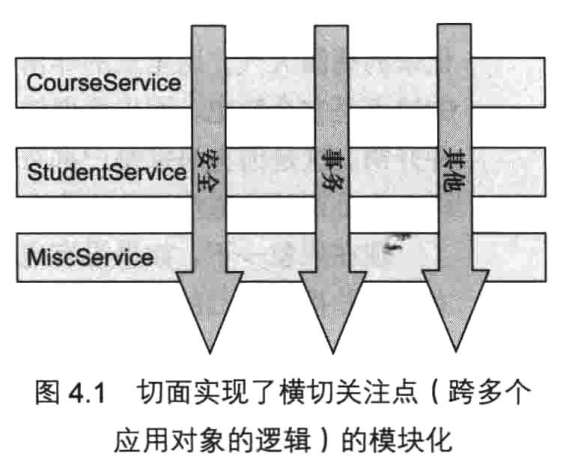 CourseService
StudentService
MiscService
安全
事务
其他
图 4.1 切面实现了横切关注点（跨多个
应用对象的逻辑）的模块化